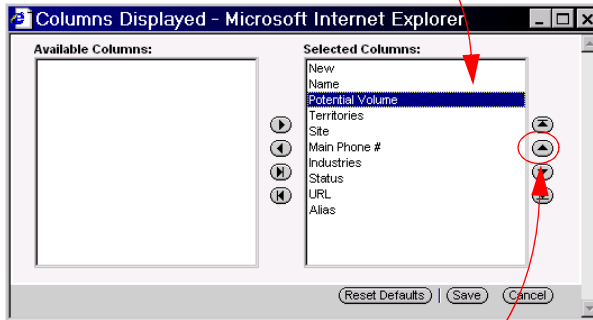 Columns Displayed - Microsoft Internet Explorer
Available Columns:
Selected Columns:
New
Name
Potential Volume
Territories
Site
Main Phone #
Industries
Status
URL
Alias
Reset Defaults | Save Cancel